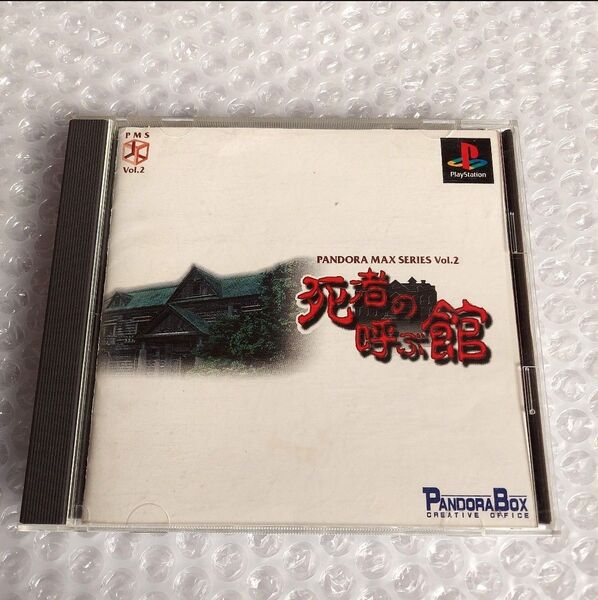 PMS
Vol.2
PlayStation
PANDORA MAX SERIES Vol.2
死者の
呼ぶ館
PANDORABOX
CREATIVE OFFICE